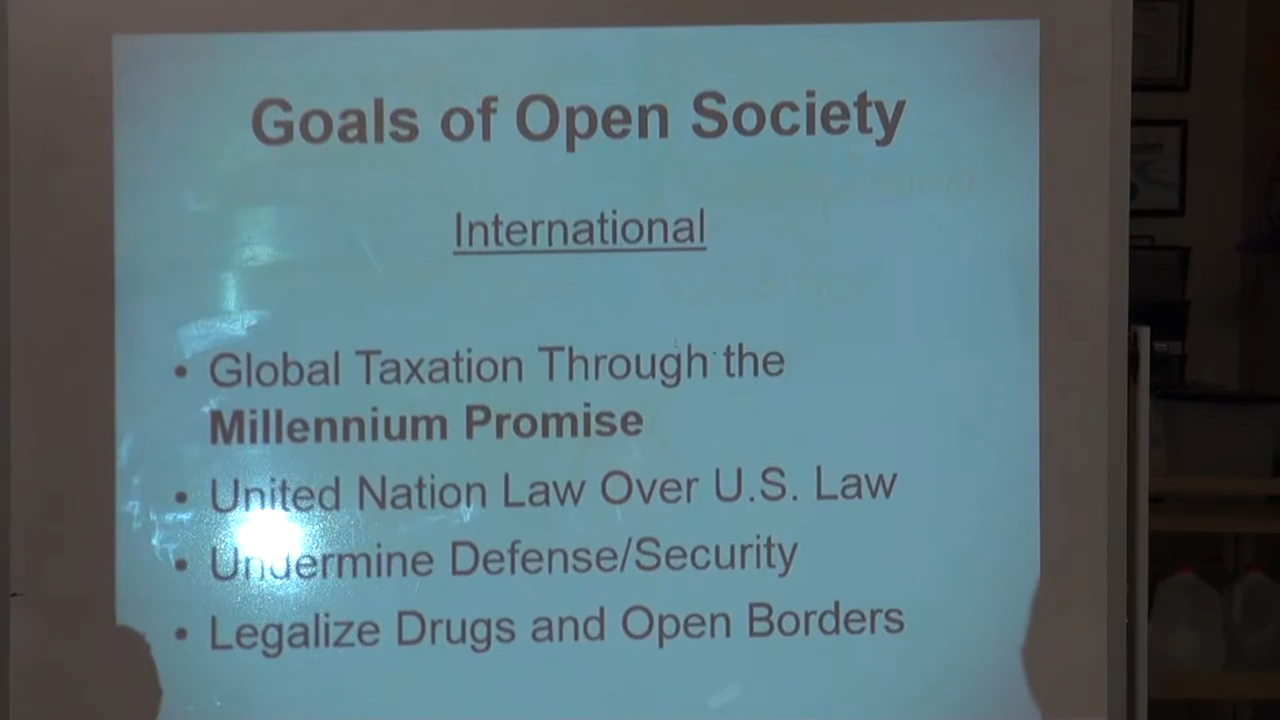 Goals of Open Society
International
• Global Taxation Through the
Millennium Promise
• United Nation Law Over U.S. Law
• Undermine Defense/Security
• Legalize Drugs and Open Borders